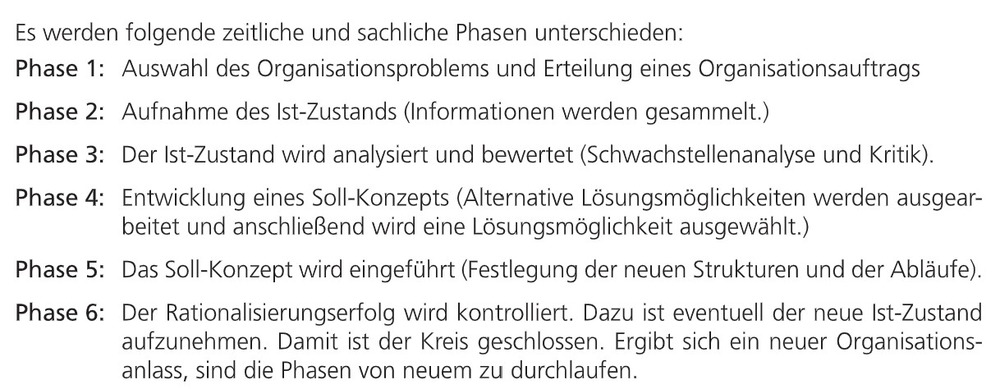 Es werden folgende zeitliche und sachliche Phasen unterschieden:
Phase 1: Auswahl des Organisationsproblems und Erteilung eines Organisationsauftrags
Phase 2: Aufnahme des Ist-Zustands (Informationen werden gesammelt.)
Phase 3: Der Ist-Zustand wird analysiert und bewertet (Schwachstellenanalyse und Kritik).
Phase 4: Entwicklung eines Soll-Konzepts (Alternative Lösungsmöglichkeiten werden ausgear-
beitet und anschließend wird eine Lösungsmöglichkeit ausgewählt.)
Phase 5: Das Soll-Konzept wird eingeführt (Festlegung der neuen Strukturen und der Abläufe).
Phase 6: Der Rationalisierungserfolg wird kontrolliert. Dazu ist eventuell der neue Ist-Zustand
aufzunehmen. Damit ist der Kreis geschlossen. Ergibt sich ein neuer Organisations-
anlass, sind die Phasen von neuem zu durchlaufen.